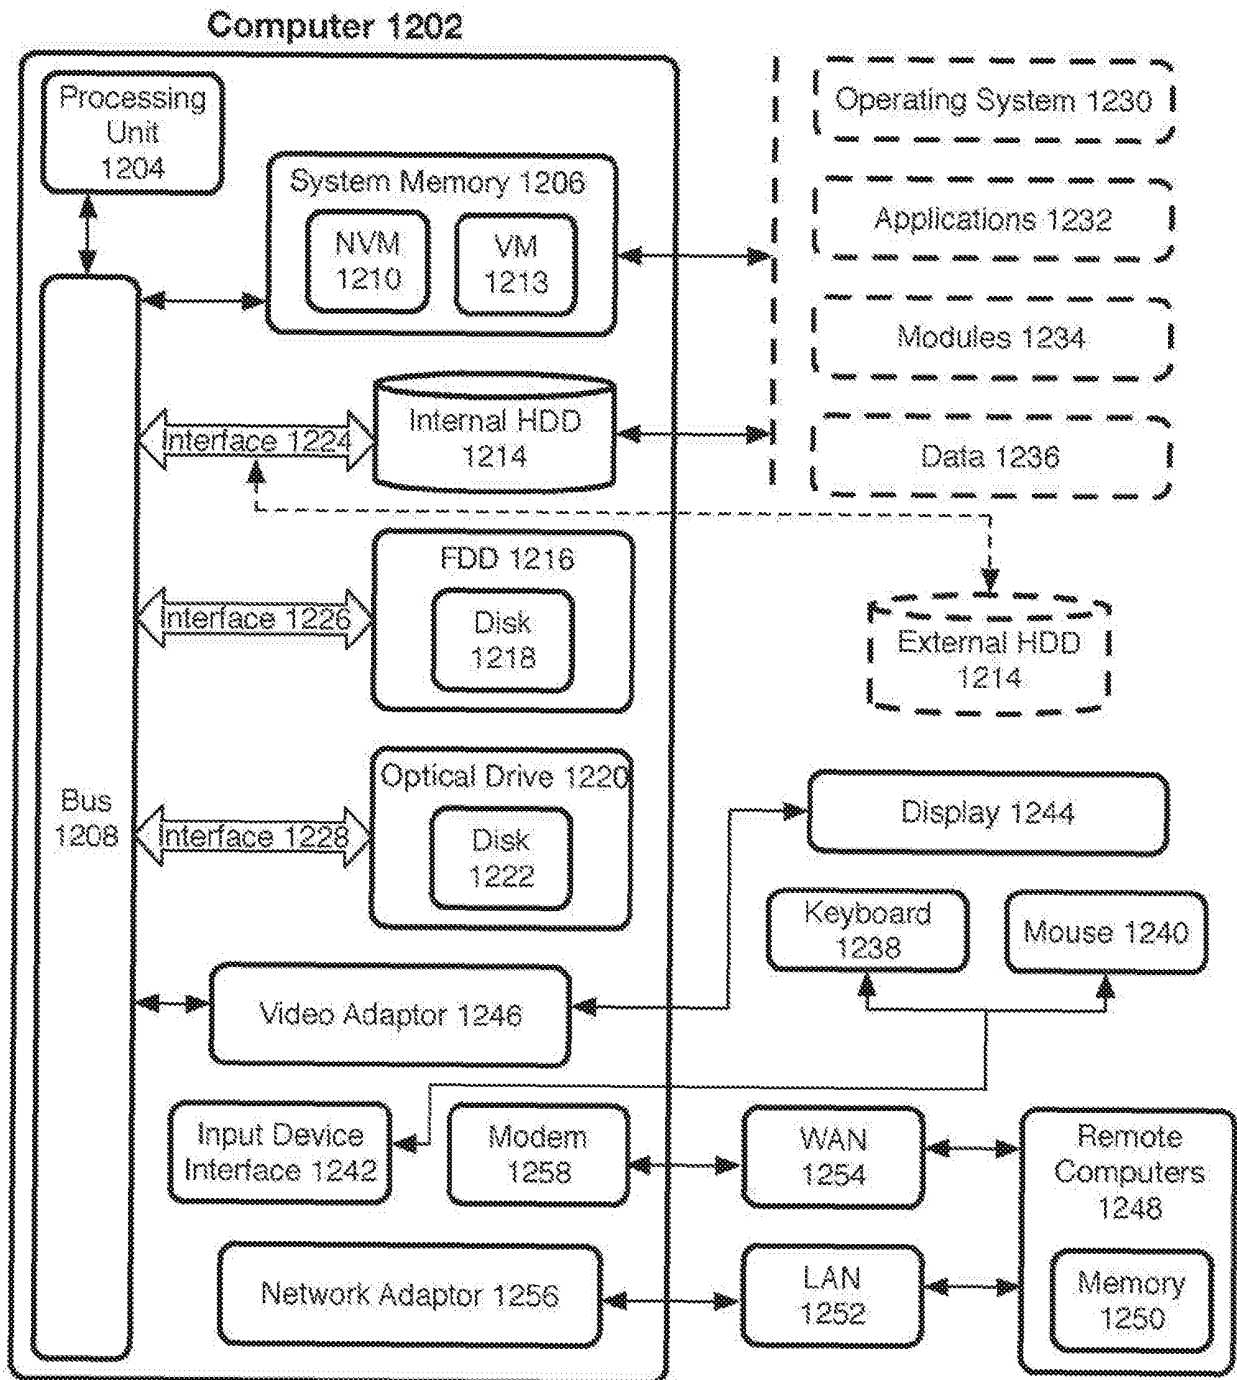 Computer 1202
Processing
Unit
1204
System Memory 1206
NVM
1210
VM
1213
Operating System 1230
Applications 1232
Modules 1234
Data 1236
Interface 1224
Internal HDD
1214
FDD 1216
Interface 1226
Disk
1218
External HDD
1214
Bus
1208
Optical Drive 1220
Interface 1228
Disk
1222
Display 1244
Keyboard
1238
Mouse 1240
Video Adaptor 1246
Input Device
Interface 1242
Modem
1258
WAN
1254
Remote
Computers
1248
Network Adaptor 1256
LAN
1252
Memory
1250